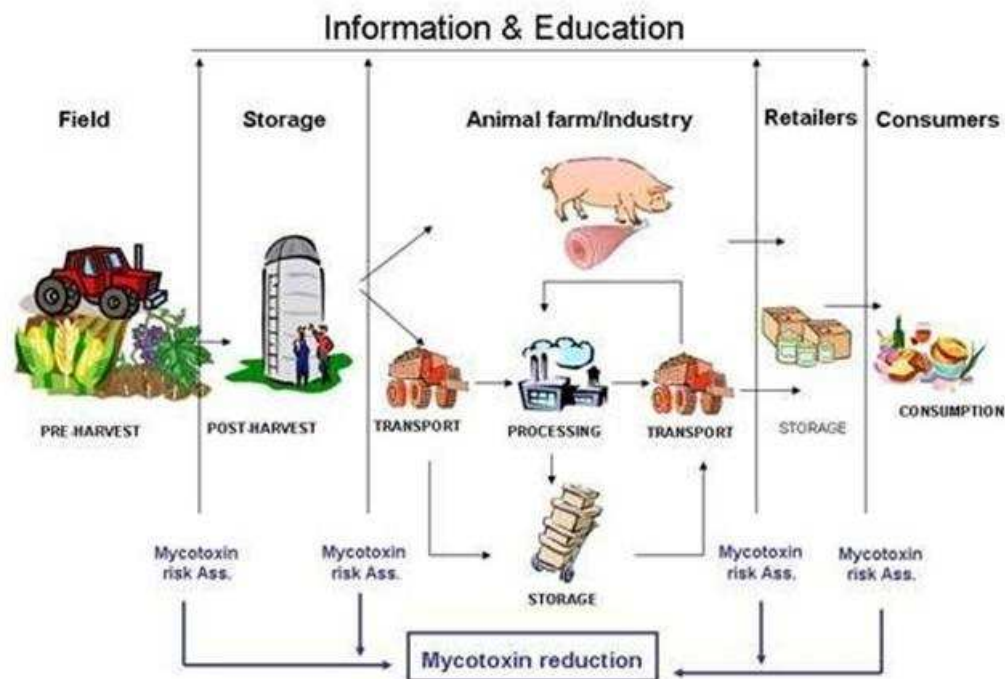 Information & Education
Field
Storage
Animal farm/Industry
Retailers
Consumers
PRE-HARVEST
POST-HARVEST
TRANSPORT
PROCESSING
TRANSPORT
STORAGE
CONSUMPTION
STORAGE
Mycotoxin
risk Ass.
Mycotoxin
risk Ass.
Mycotoxin
risk Ass.
Mycotoxin
risk Ass.
Mycotoxin reduction